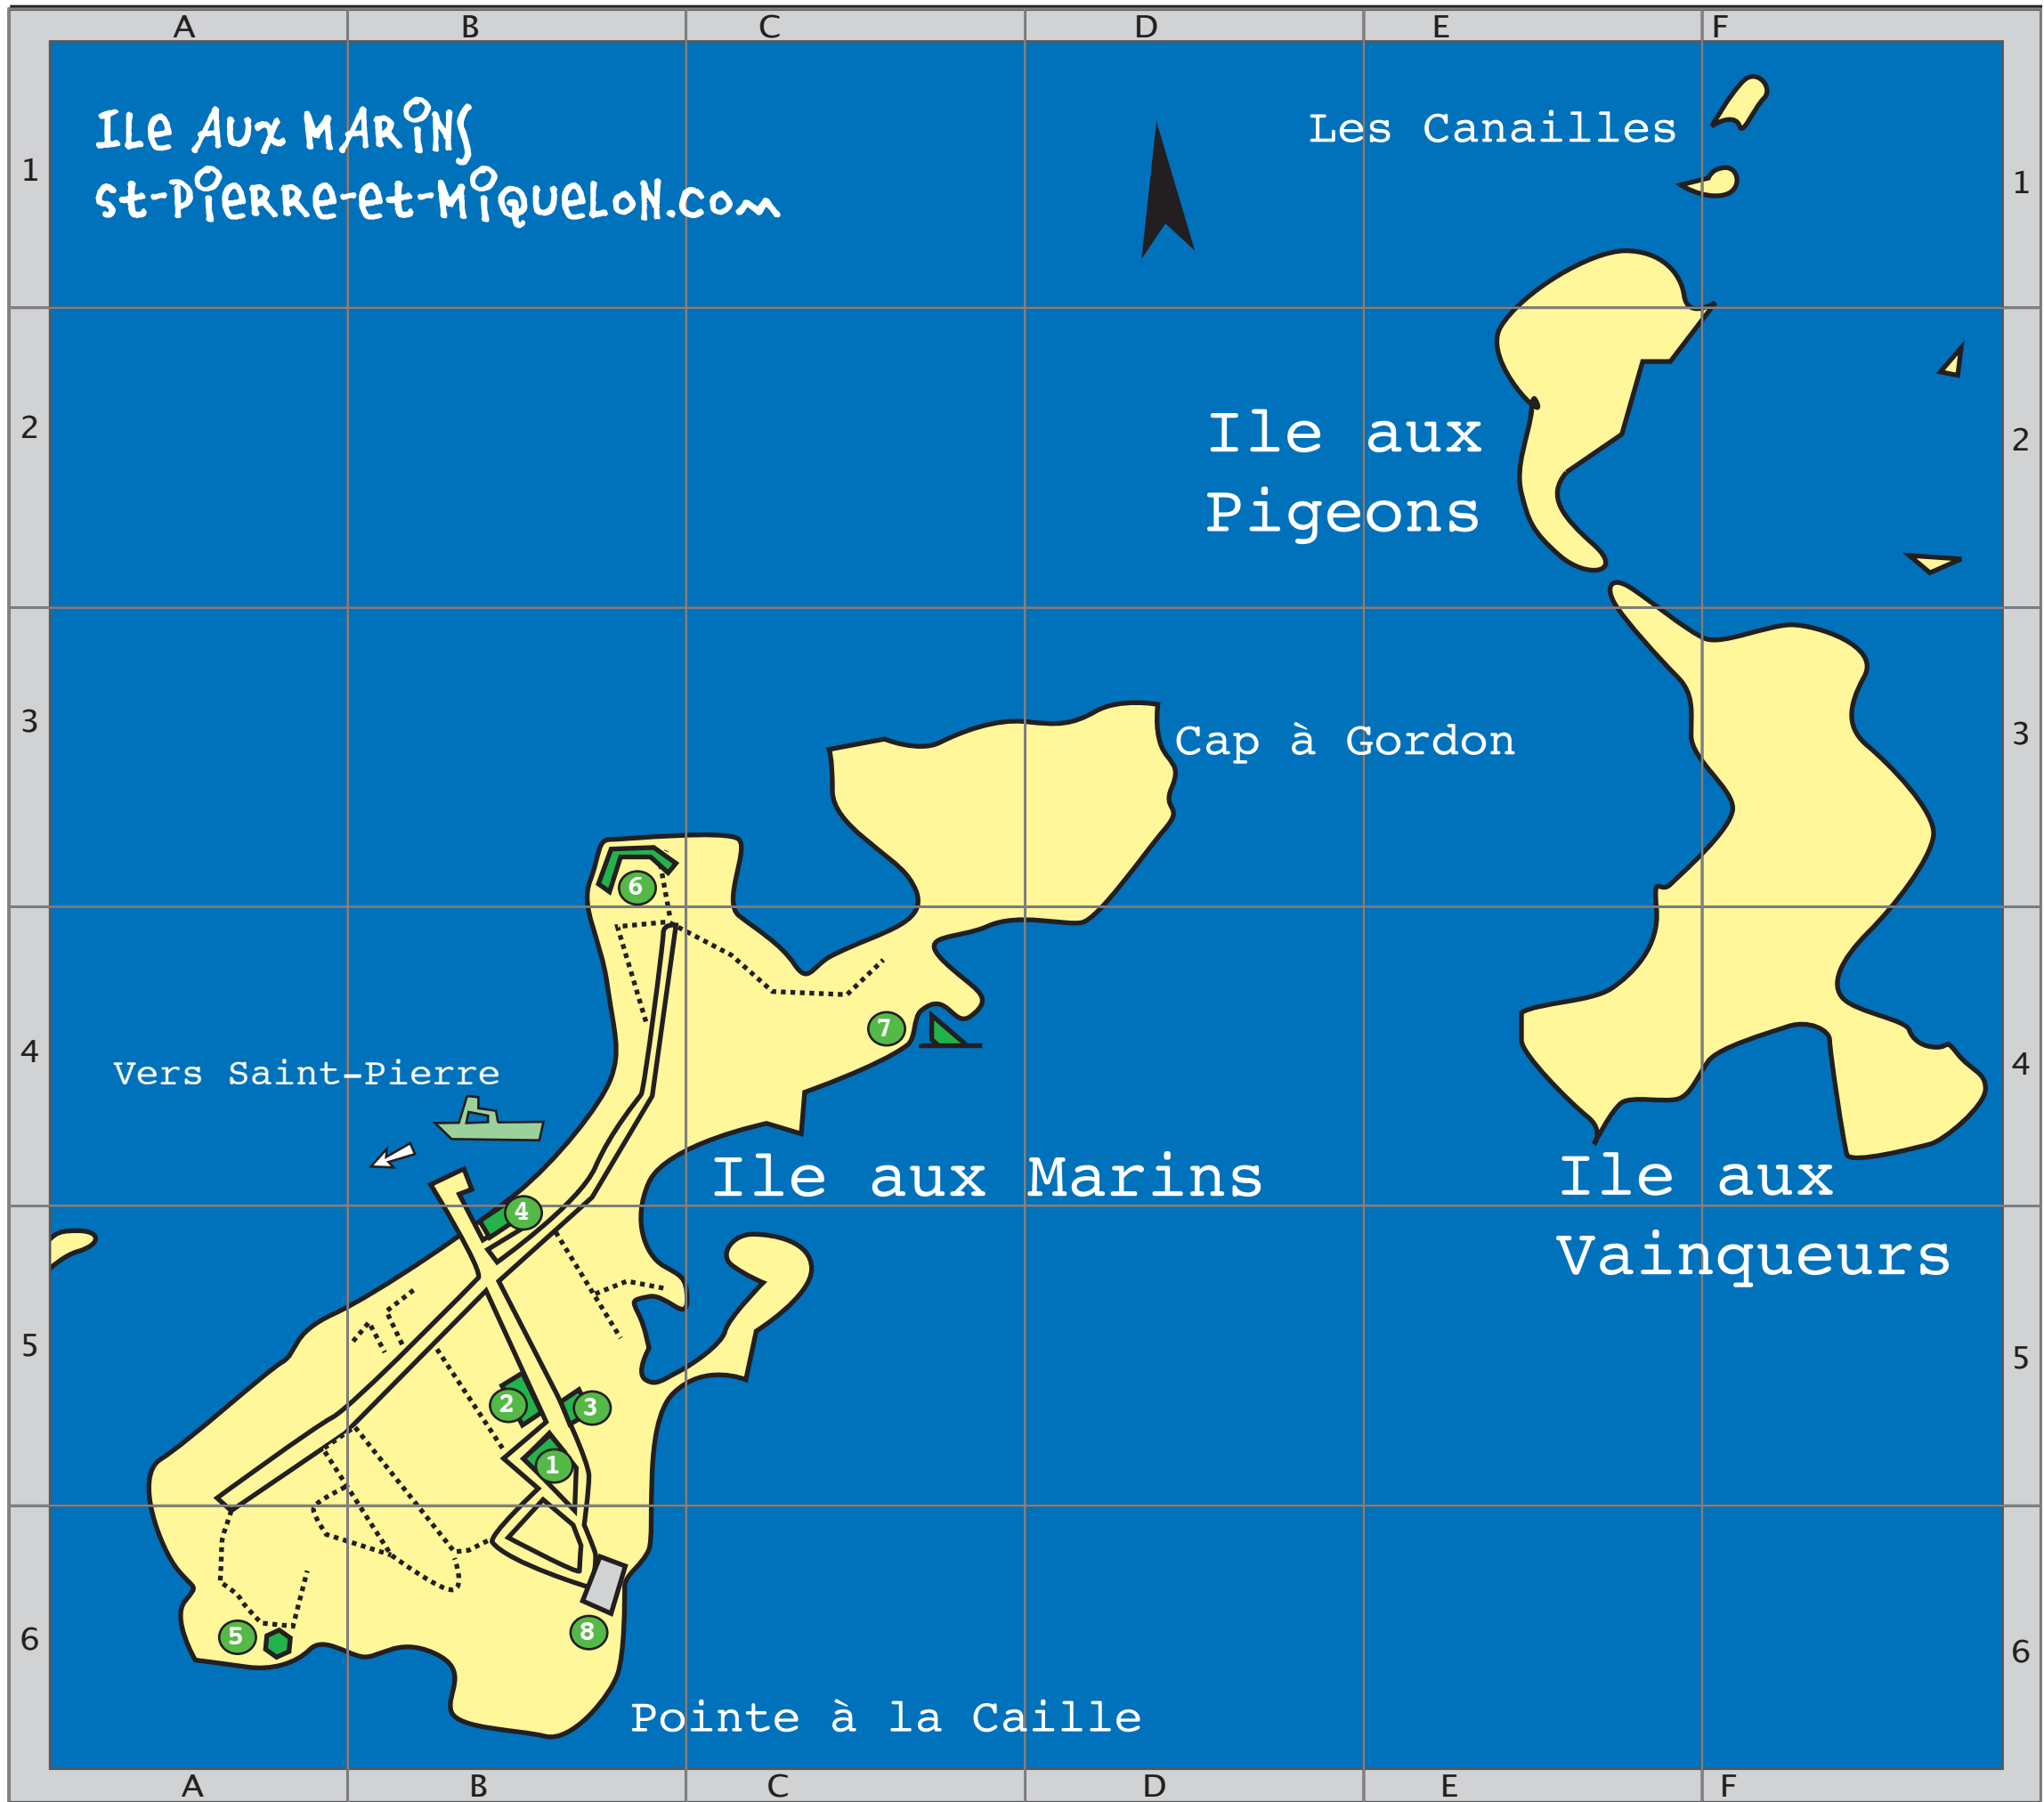 A B C D E F
Ile aux Marins
st-Pierre-et-Miquelon.com
Les Canailles
1 1
2 2
Ile aux
Pigeons
3 3
Cap à Gordon
6
7
4 4
Vers Saint-Pierre
Ile aux Marins
Ile aux
Vainqueurs
4
5 5
2 3
1
6 6
5 8
Pointe à la Caille
A B C D E F